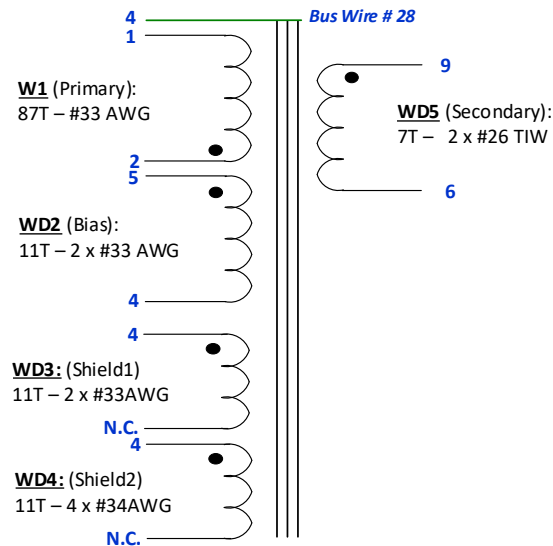 4
Bus Wire # 28
1
W1 (Primary):
87T – #33 AWG
2
5
WD2 (Bias):
11T – 2 x #33 AWG
4
4
WD3: (Shield1)
11T – 2 x #33AWG
N.C.
4
WD4: (Shield2)
11T – 4 x #34AWG
N.C.
9
WD5 (Secondary):
7T –  2 x #26 TIW
6